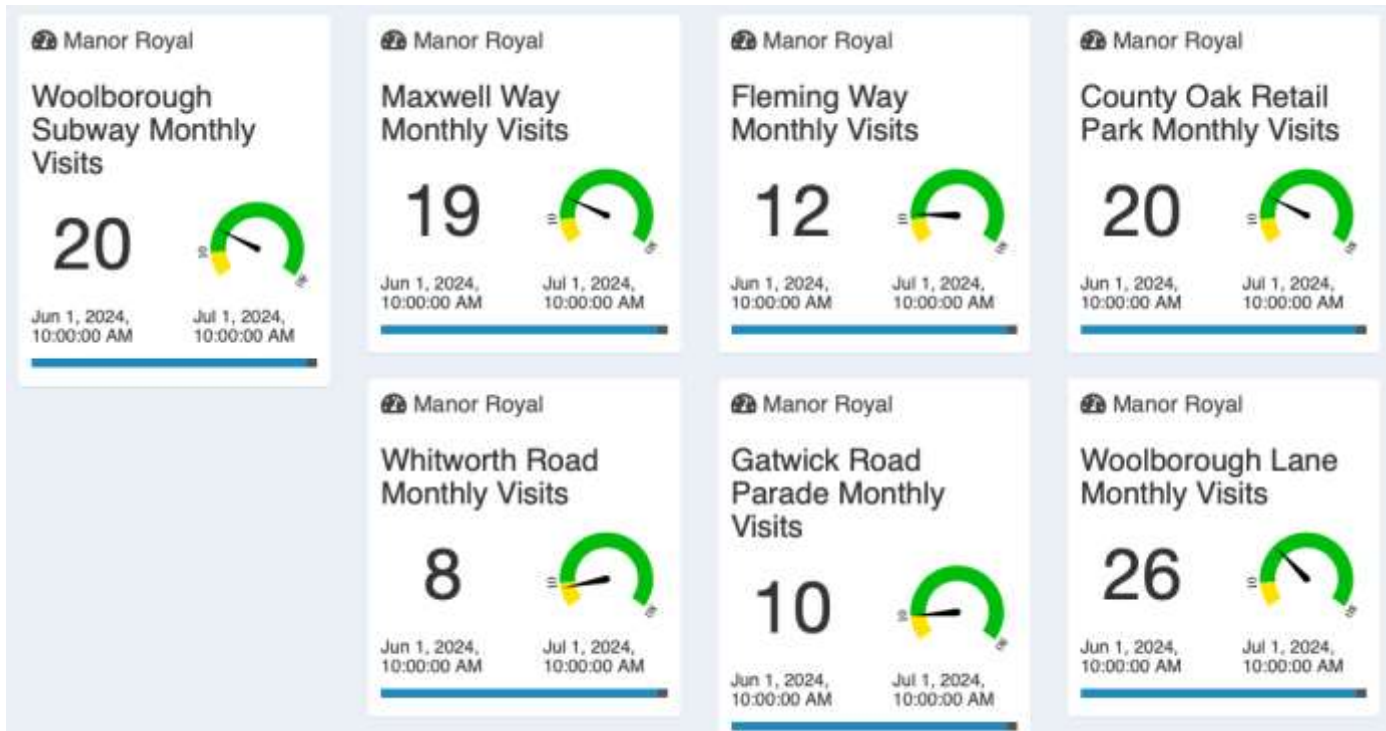 Manor Royal
Woolborough
Subway Monthly
Visits
20
10
Jun 1, 2024,
10:00:00 AM
Jul 1, 2024,
10:00:00 AM
Manor Royal
Maxwell Way
Monthly Visits
19
10
Jun 1, 2024,
10:00:00 AM
Jul 1, 2024,
10:00:00 AM
Manor Royal
Fleming Way
Monthly Visits
12
10
Jun 1, 2024,
10:00:00 AM
Jul 1, 2024,
10:00:00 AM
Manor Royal
County Oak Retail
Park Monthly Visits
20
10
Jun 1, 2024,
10:00:00 AM
Jul 1, 2024,
10:00:00 AM
Manor Royal
Whitworth Road
Monthly Visits
8
10
Jun 1, 2024,
10:00:00 AM
Jul 1, 2024,
10:00:00 AM
Manor Royal
Gatwick Road
Parade Monthly
Visits
10
10
Jun 1, 2024,
10:00:00 AM
Jul 1, 2024,
10:00:00 AM
Manor Royal
Woolborough Lane
Monthly Visits
26
10
Jun 1, 2024,
10:00:00 AM
Jul 1, 2024,
10:00:00 AM